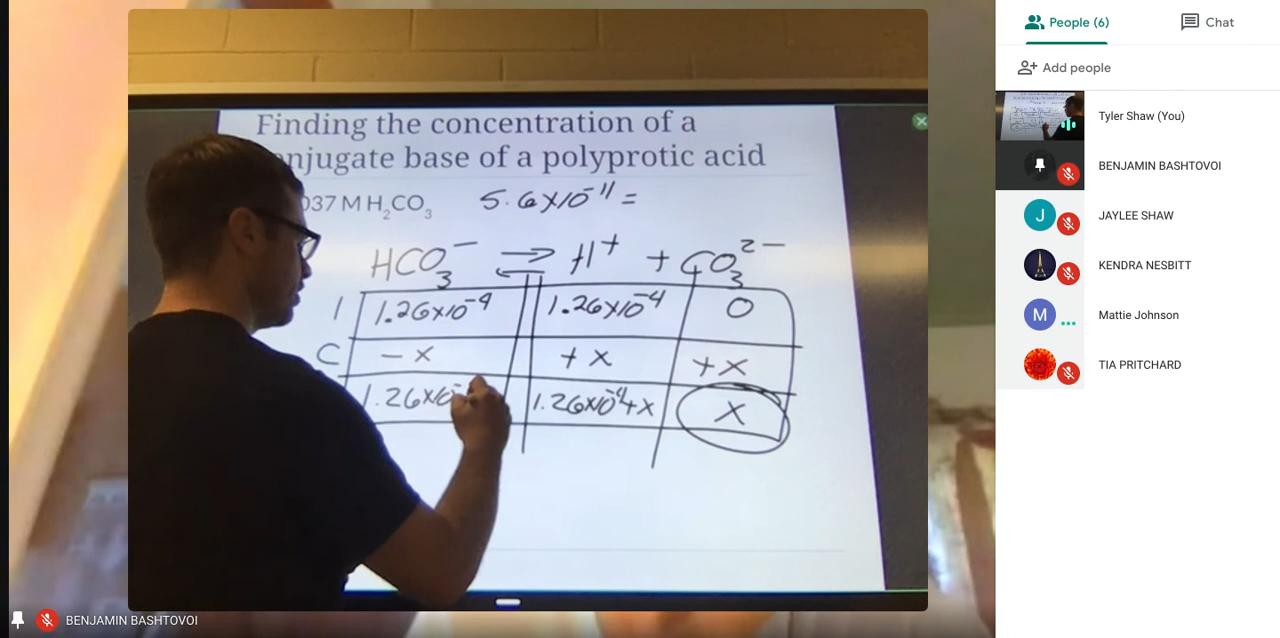 Finding the concentration of a
njugate base of a polyprotic acid
037 M H₂CO₃ 5.6x10⁻¹¹ =
HCO₃⁻ ⇌ H⁺ + CO₃²⁻
I 1.26x10⁻⁴ 1.26x10⁻⁴ 0
C -x +x +x
1.26x10⁻ 1.26x10⁻⁴+x x
BENJAMIN BASHTOVOI
People (6) Chat
Add people
Tyler Shaw (You)
BENJAMIN BASHTOVOI
J JAYLEE SHAW
KENDRA NESBITT
M Mattie Johnson
TIA PRITCHARD